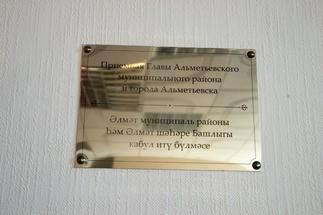 Приемная Главы Альметьевского
муниципального района
и города Альметьевска
Әлмәт муниципаль районы
һәм Әлмәт шәһәре Башлыгы
кабул итү бүлмәсе